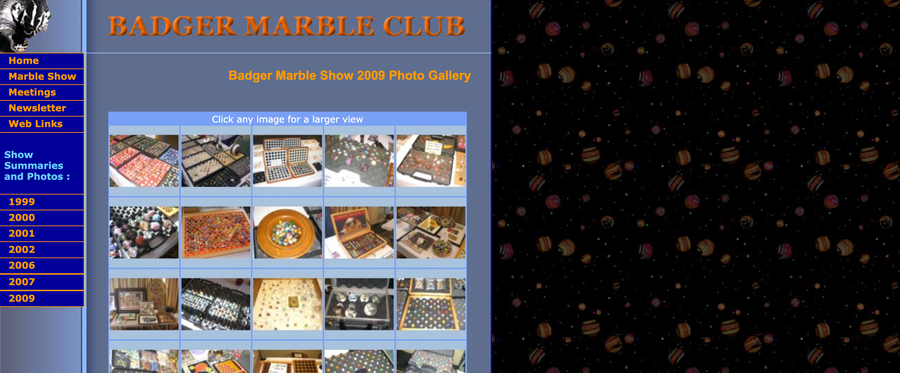 BADGER MARBLE CLUB
Home
Marble Show
Meetings
Newsletter
Web Links
Show
Summaries
and Photos :
1999
2000
2001
2002
2006
2007
2009
Badger Marble Show 2009 Photo Gallery
Click any image for a larger view